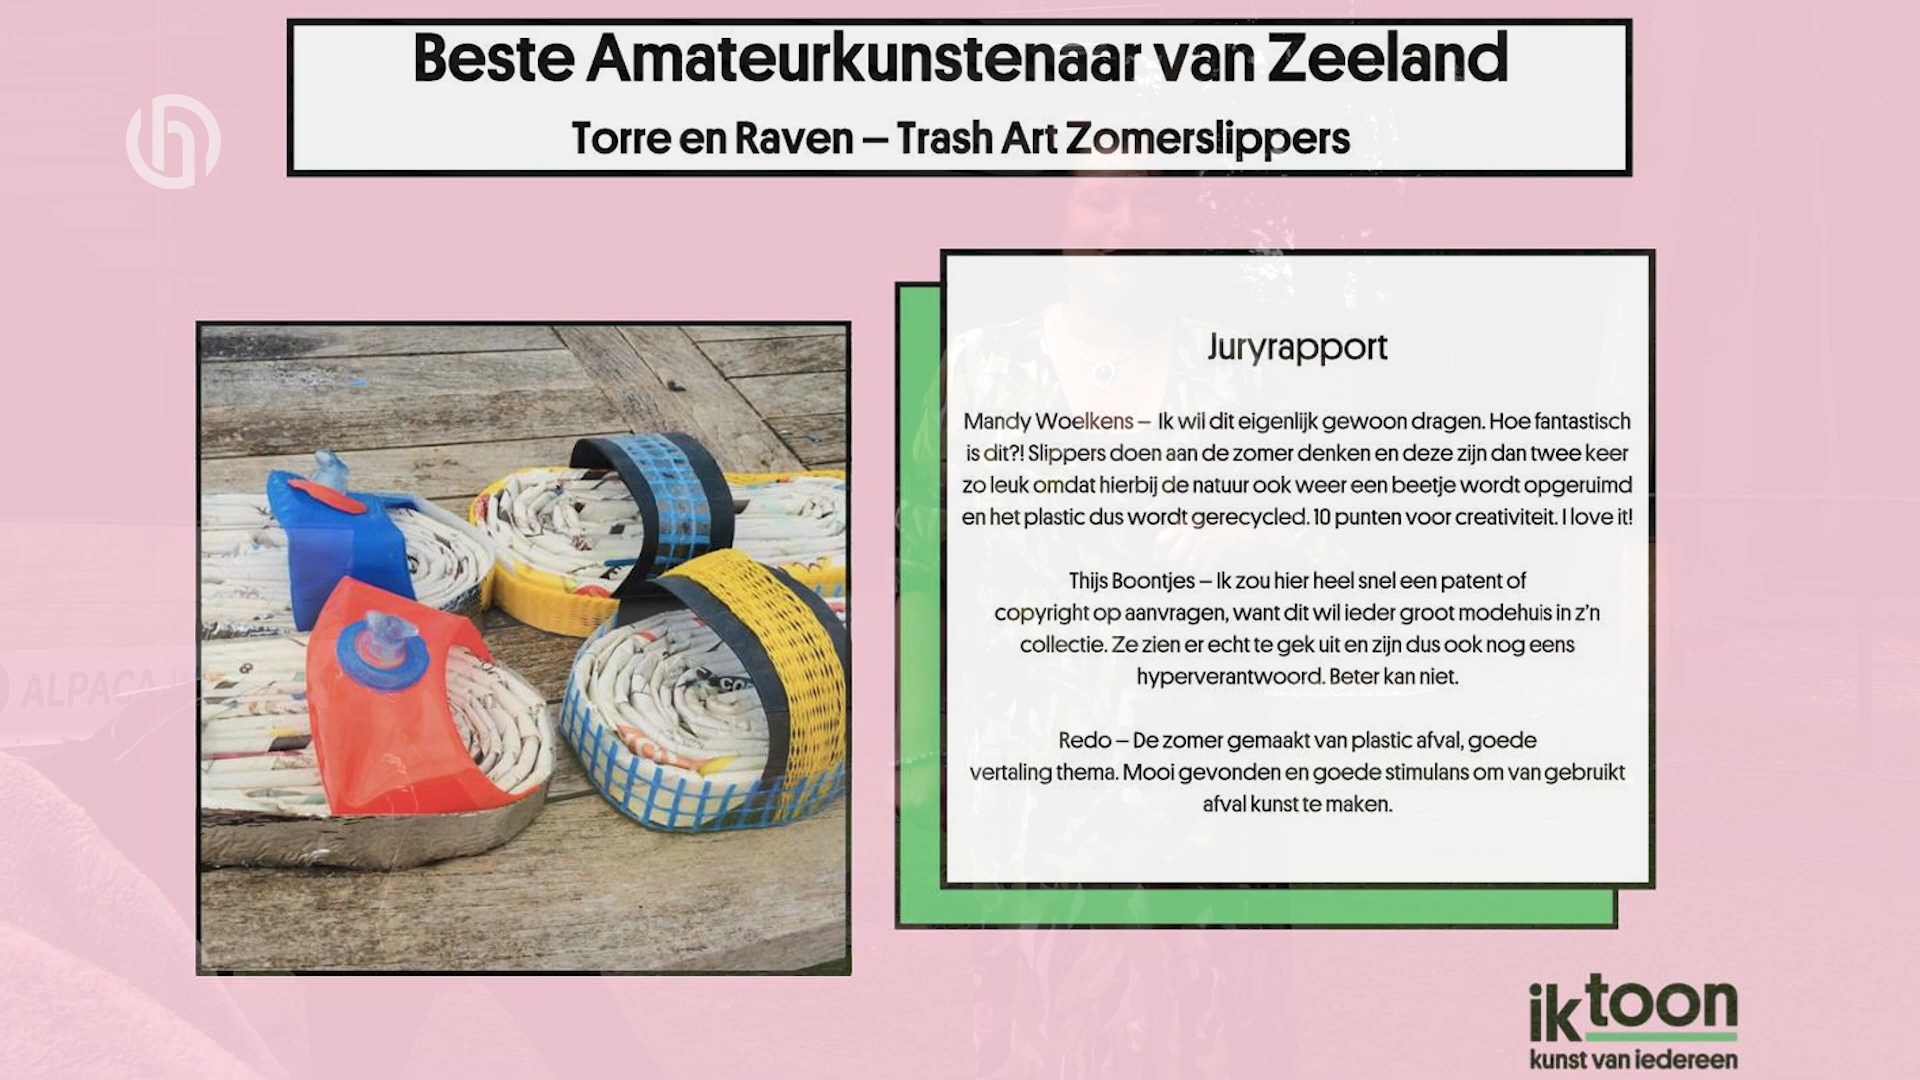 Beste Amateurkunstenaar van Zeeland
Torre en Raven – Trash Art Zomerslippers
Juryrapport
Mandy Woelkens – Ik wil dit eigenlijk gewoon dragen. Hoe fantastisch
is dit?! Slippers doen aan de zomer denken en deze zijn dan twee keer
zo leuk omdat hierbij de natuur ook weer een beetje wordt opgeruimd
en het plastic dus wordt gerecycled. 10 punten voor creativiteit. I love it!
Thijs Boontjes – Ik zou hier heel snel een patent of
copyright op aanvragen, want dit wil ieder groot modehuis in z'n
collectie. Ze zien er echt te gek uit en zijn dus ook nog eens
hyperverantwoord. Beter kan niet.
Redo – De zomer gemaakt van plastic afval, goede
vertaling thema. Mooi gevonden en goede stimulans om van gebruikt
afval kunst te maken.
ALPACA
ik toon
kunst van iedereen